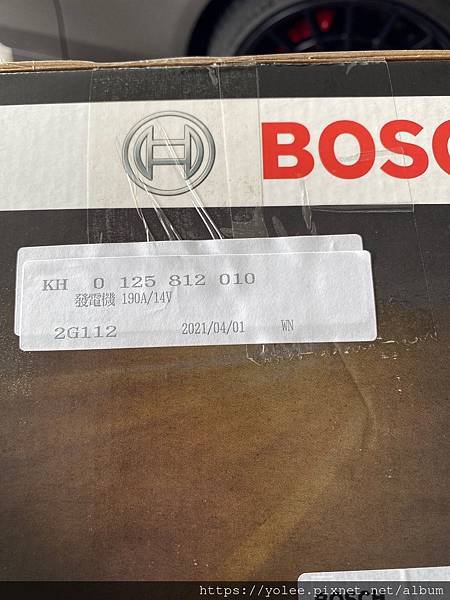 BOSC
KH 0 125 812 010
發電機 190A/14V
2G112 2021/04/01 WN
BOSCH
https://yolee.pixnet.net/album